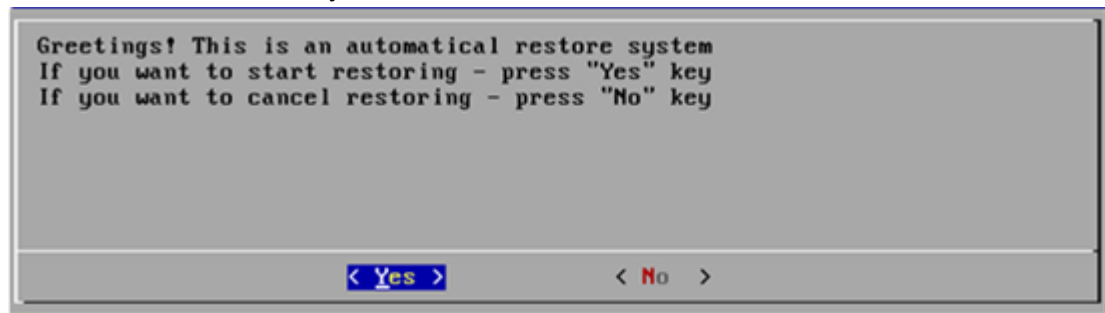 Greetings! This is an automatical restore system
If you want to start restoring - press "Yes" key
If you want to cancel restoring - press "No" key
< Yes > < No >